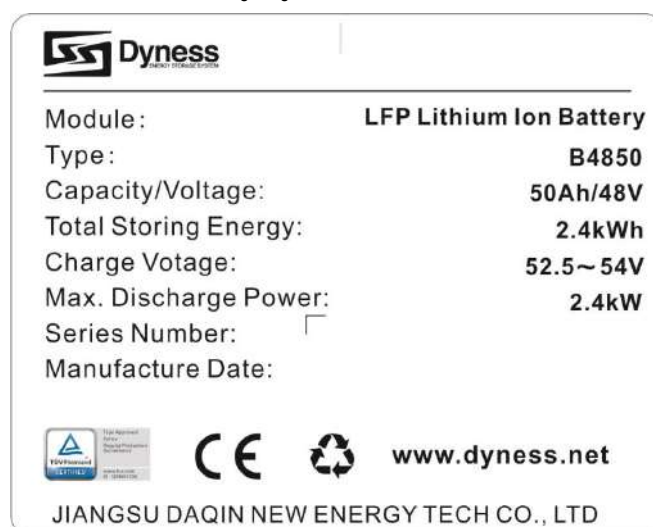 Dyness
ENERGY STORAGE SYSTEM
Module: LFP Lithium Ion Battery
Type: B4850
Capacity/Voltage: 50Ah/48V
Total Storing Energy: 2.4kWh
Charge Votage: 52.5~54V
Max. Discharge Power: 2.4kW
Series Number:
Manufacture Date:
TÜVRheinland
CERTIFIED
CE www.dyness.net
JIANGSU DAQIN NEW ENERGY TECH CO., LTD